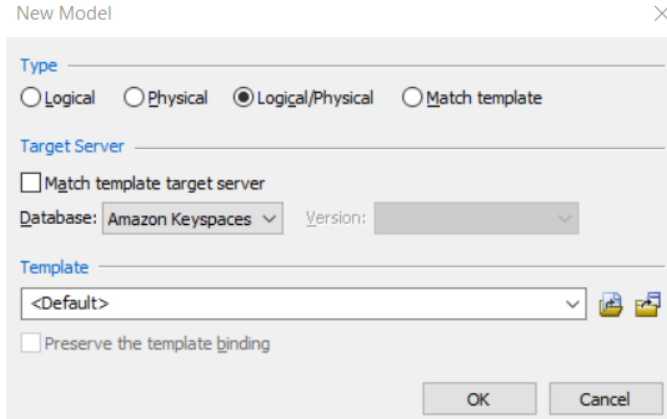 New Model
Type
Logical Physical Logical/Physical Match template
Target Server
Match template target server
Database: Amazon Keyspaces Version:
Template
<Default>
Preserve the template binding
OK Cancel